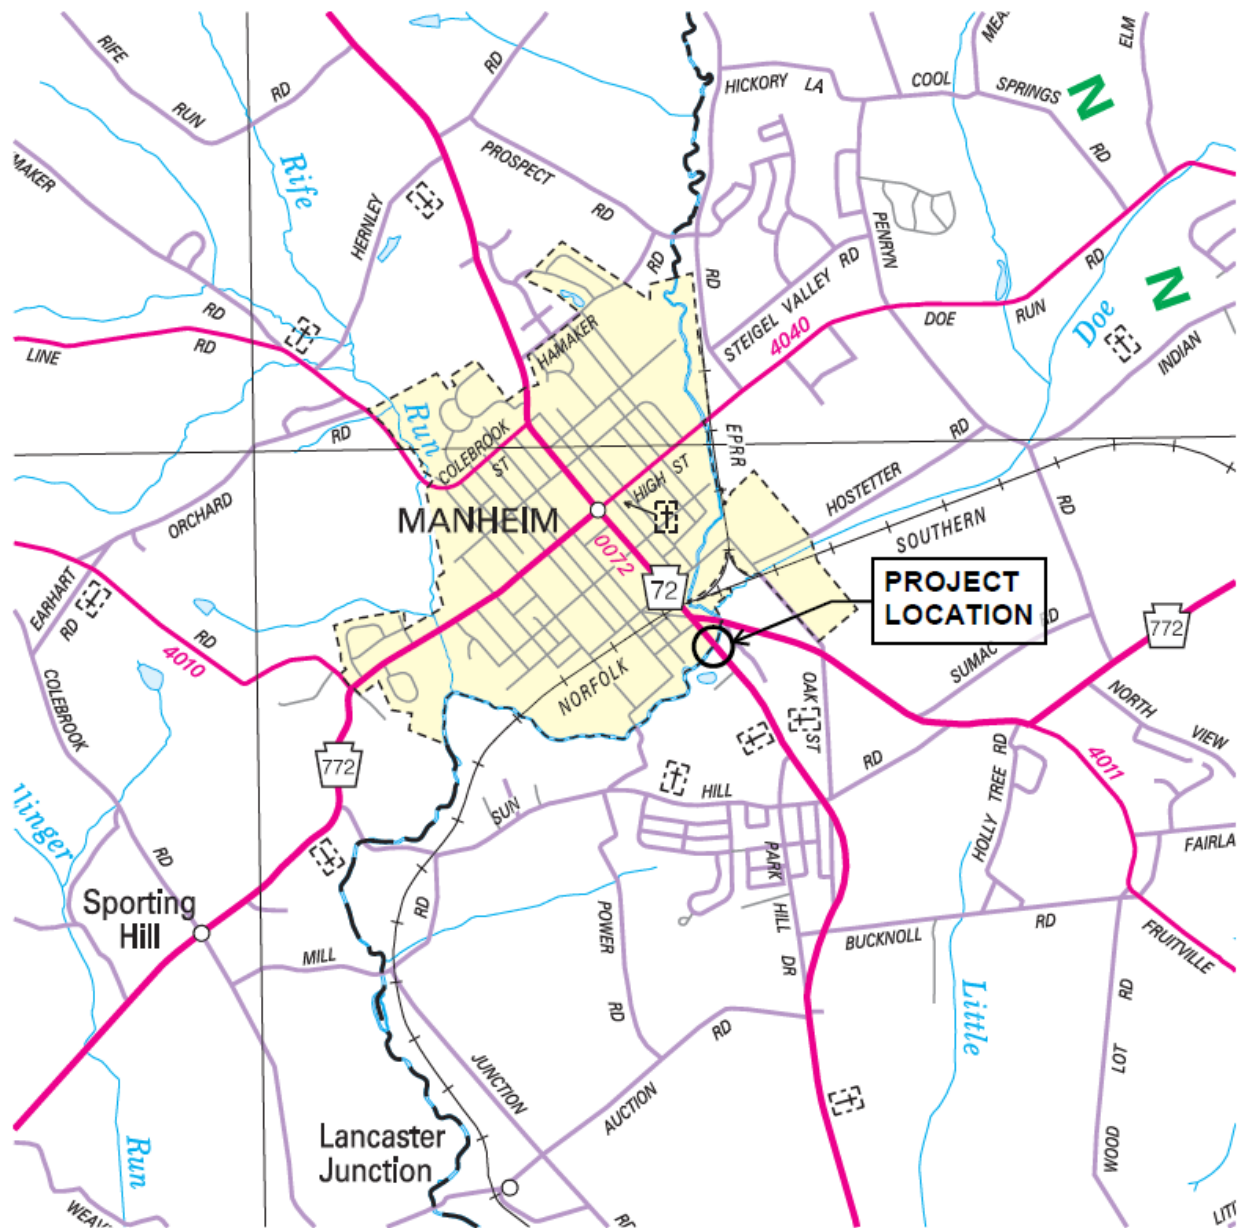 RIFE
RUN
RD
RD
HICKORY LA
COOL
SPRINGS
RD
ELM
N
Rife
PROSPECT
RD
HERNLEY
RD
RD
PENRYN
STEIGEL VALLEY RD
4040
DOE
RUN
RD
Doe
N
INDIAN
RD
LINE
RD
HAMAKER
RD
Run
COLEBROOK
ST
HIGH ST
EPRR
HOSTETTER
RD
RD
ORCHARD
MANHEIM
0072
72
SOUTHERN
RD
PROJECT
LOCATION
EARHART
RD
RD
4010
NORFOLK
OAK
ST
SUMAC
RD
772
COLEBROOK
RD
772
NORTH
VIEW
4011
SUN
HILL
RD
HOLLY TREE RD
PARK
HILL
DR
Sporting
Hill
MILL
RD
POWER
RD
BUCKNOLL
RD
FRUITVILLE
Little
RD
LOT
WOOD
JUNCTION
AUCTION
RD
Lancaster
Junction
Run